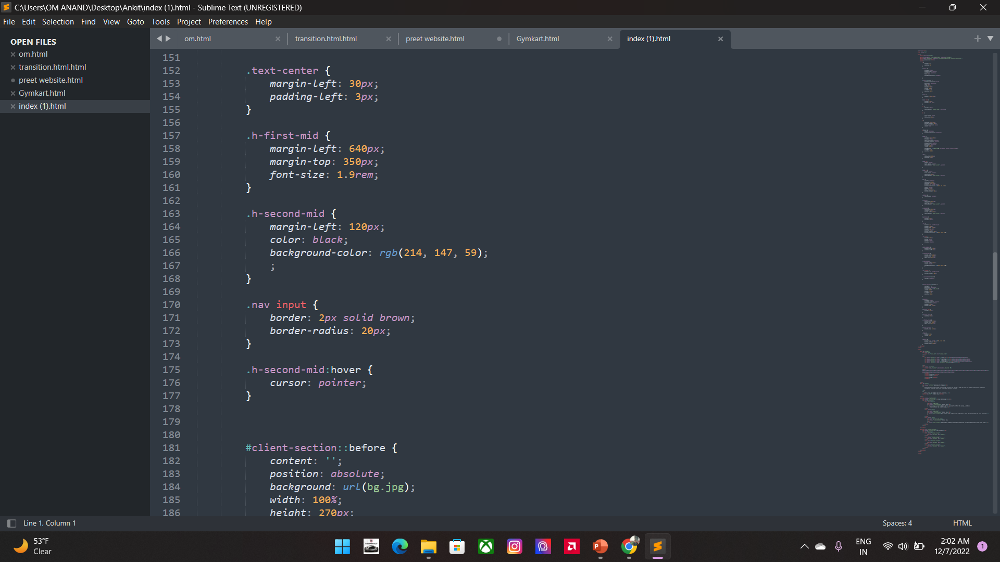 C:\Users\OM ANAND\Desktop\Ankit\index (1).html - Sublime Text (UNREGISTERED)
File Edit Selection Find View Goto Tools Project Preferences Help
OPEN FILES
om.html
transition.html.html
preet website.html
Gymkart.html
index (1).html
om.html transition.html.html preet website.html Gymkart.html index (1).html
151
152 .text-center {
153 margin-left: 30px;
154 padding-left: 3px;
155 }
156
157 .h-first-mid {
158 margin-left: 640px;
159 margin-top: 350px;
160 font-size: 1.9rem;
161 }
162
163 .h-second-mid {
164 margin-left: 120px;
165 color: black;
166 background-color: rgb(214, 147, 59);
167 ;
168 }
169
170 .nav input {
171 border: 2px solid brown;
172 border-radius: 20px;
173 }
174
175 .h-second-mid:hover {
176 cursor: pointer;
177 }
178
179
180
181 #client-section::before {
182 content: '';
183 position: absolute;
184 background: url(bg.jpg);
185 width: 100%;
186 height: 270px;
Line 1, Column 1 Spaces: 4 HTML
53°F
Clear
ENG
IN
2:02 AM
12/7/2022
1